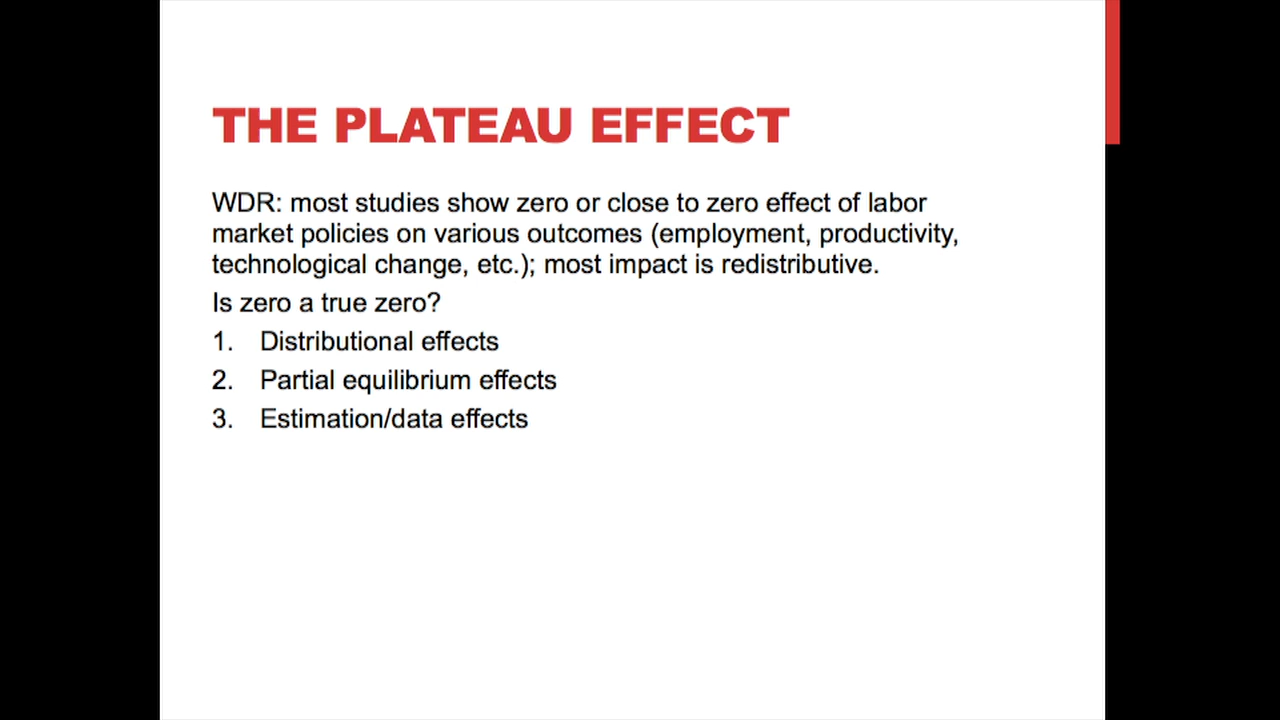 THE PLATEAU EFFECT
WDR: most studies show zero or close to zero effect of labor
market policies on various outcomes (employment, productivity,
technological change, etc.); most impact is redistributive.
Is zero a true zero?
1. Distributional effects
2. Partial equilibrium effects
3. Estimation/data effects